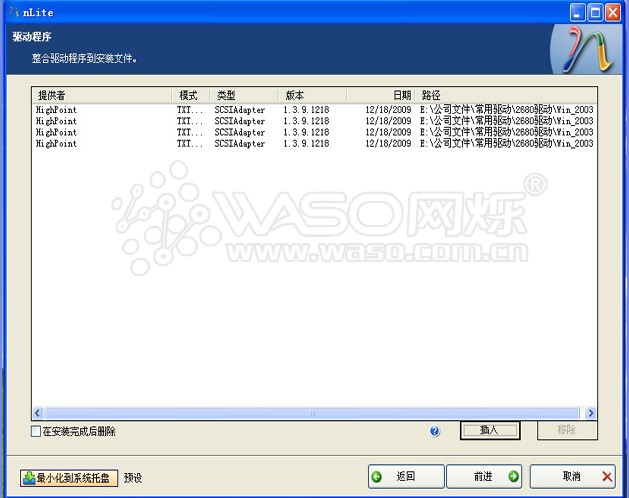 nLite
驱动程序
整合驱动程序到安装文件。
提供者 模式 类型 版本 日期 路径
HighPoint TXT... SCSIAdapter 1.3.9.1218 12/18/2009 E:\公司文件\常用驱动\2680驱动\Win_2003
HighPoint TXT... SCSIAdapter 1.3.9.1218 12/18/2009 E:\公司文件\常用驱动\2680驱动\Win_2003
HighPoint TXT... SCSIAdapter 1.3.9.1218 12/18/2009 E:\公司文件\常用驱动\2680驱动\Win_2003
HighPoint TXT... SCSIAdapter 1.3.9.1218 12/18/2009 E:\公司文件\常用驱动\2680驱动\Win_2003
WASO网烁®
www.waso.com.cn
在安装完成后删除 ? 插入 移除
最小化到系统托盘 预设 返回 前进 取消